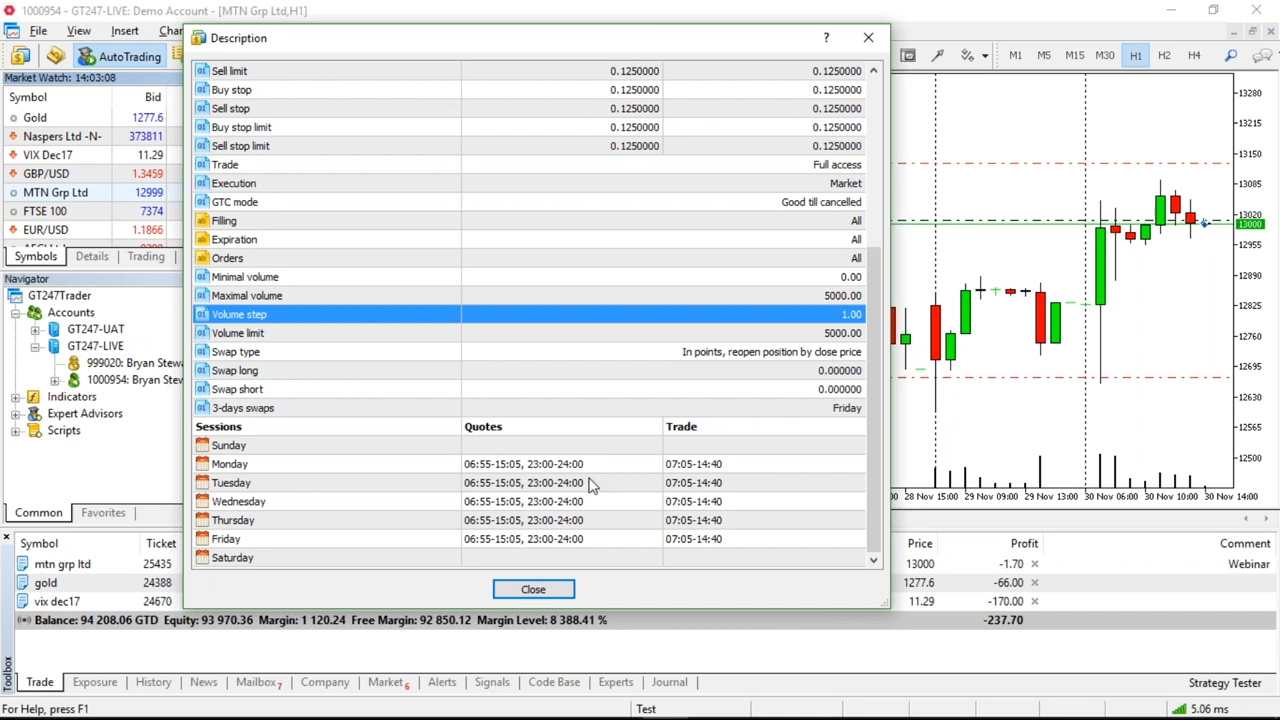 1000954 - GT247-LIVE: Demo Account - [MTN Grp Ltd,H1]
File View Insert Char
AutoTrading
M1 M5 M15 M30 H1 H2 H4
Market Watch: 14:03:08
Symbol Bid
Gold 1277.6
Naspers Ltd -N- 373811
VIX Dec17 11.29
GBP/USD 1.3459
MTN Grp Ltd 12999
FTSE 100 7374
EUR/USD 1.1866
Symbols Details Trading
Navigator
GT247Trader
Accounts
GT247-UAT
GT247-LIVE
999020: Bryan Stewa
1000954: Bryan Stew
Indicators
Expert Advisors
Scripts
Common Favorites
Description ?
Sell limit 0.1250000 0.1250000
Buy stop 0.1250000 0.1250000
Sell stop 0.1250000 0.1250000
Buy stop limit 0.1250000 0.1250000
Sell stop limit 0.1250000 0.1250000
Trade Full access
Execution Market
GTC mode Good till cancelled
Filling All
Expiration All
Orders All
Minimal volume 0.00
Maximal volume 5000.00
Volume step 1.00
Volume limit 5000.00
Swap type In points, reopen position by close price
Swap long 0.000000
Swap short 0.000000
3-days swaps Friday
Sessions Quotes Trade
Sunday
Monday 06:55-15:05, 23:00-24:00 07:05-14:40
Tuesday 06:55-15:05, 23:00-24:00 07:05-14:40
Wednesday 06:55-15:05, 23:00-24:00 07:05-14:40
Thursday 06:55-15:05, 23:00-24:00 07:05-14:40
Friday 06:55-15:05, 23:00-24:00 07:05-14:40
Saturday
Close
13280
13215
13150
13085
13020
13000
12955
12890
12825
12760
12695
12630
12565
12500
28 Nov 15:00 29 Nov 09:00 29 Nov 13:00 30 Nov 06:00 30 Nov 10:00 30 Nov 14:00
Symbol Ticket Price Profit Comment
mtn grp ltd 25435 13000 -1.70 Webinar
gold 24388 1277.6 -66.00
vix dec17 24670 11.29 -170.00
Balance: 94 208.06 GTD Equity: 93 970.36 Margin: 1 120.24 Free Margin: 92 850.12 Margin Level: 8 388.41 % -237.70
Toolbox
Trade Exposure History News Mailbox 7 Company Market 6 Alerts Signals Code Base Experts Journal Strategy Tester
For Help, press F1 Test 5.06 ms